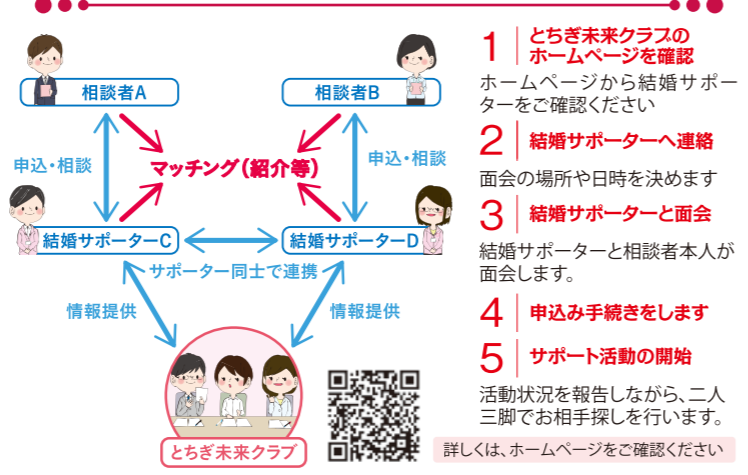 相談者A
相談者B
申込・相談
マッチング(紹介等)
申込・相談
結婚サポーターC
結婚サポーターD
サポーター同士で連携
情報提供
情報提供
とちぎ未来クラブ
1 とちぎ未来クラブの
ホームページを確認
ホームページから結婚サポー
ターをご確認ください
2 結婚サポーターへ連絡
面会の場所や日時を決めます
3 結婚サポーターと面会
結婚サポーターと相談者本人が
面会します。
4 申込み手続きをします
5 サポート活動の開始
活動状況を報告しながら、二人
三脚でお相手探しを行います。
詳しくは、ホームページをご確認ください